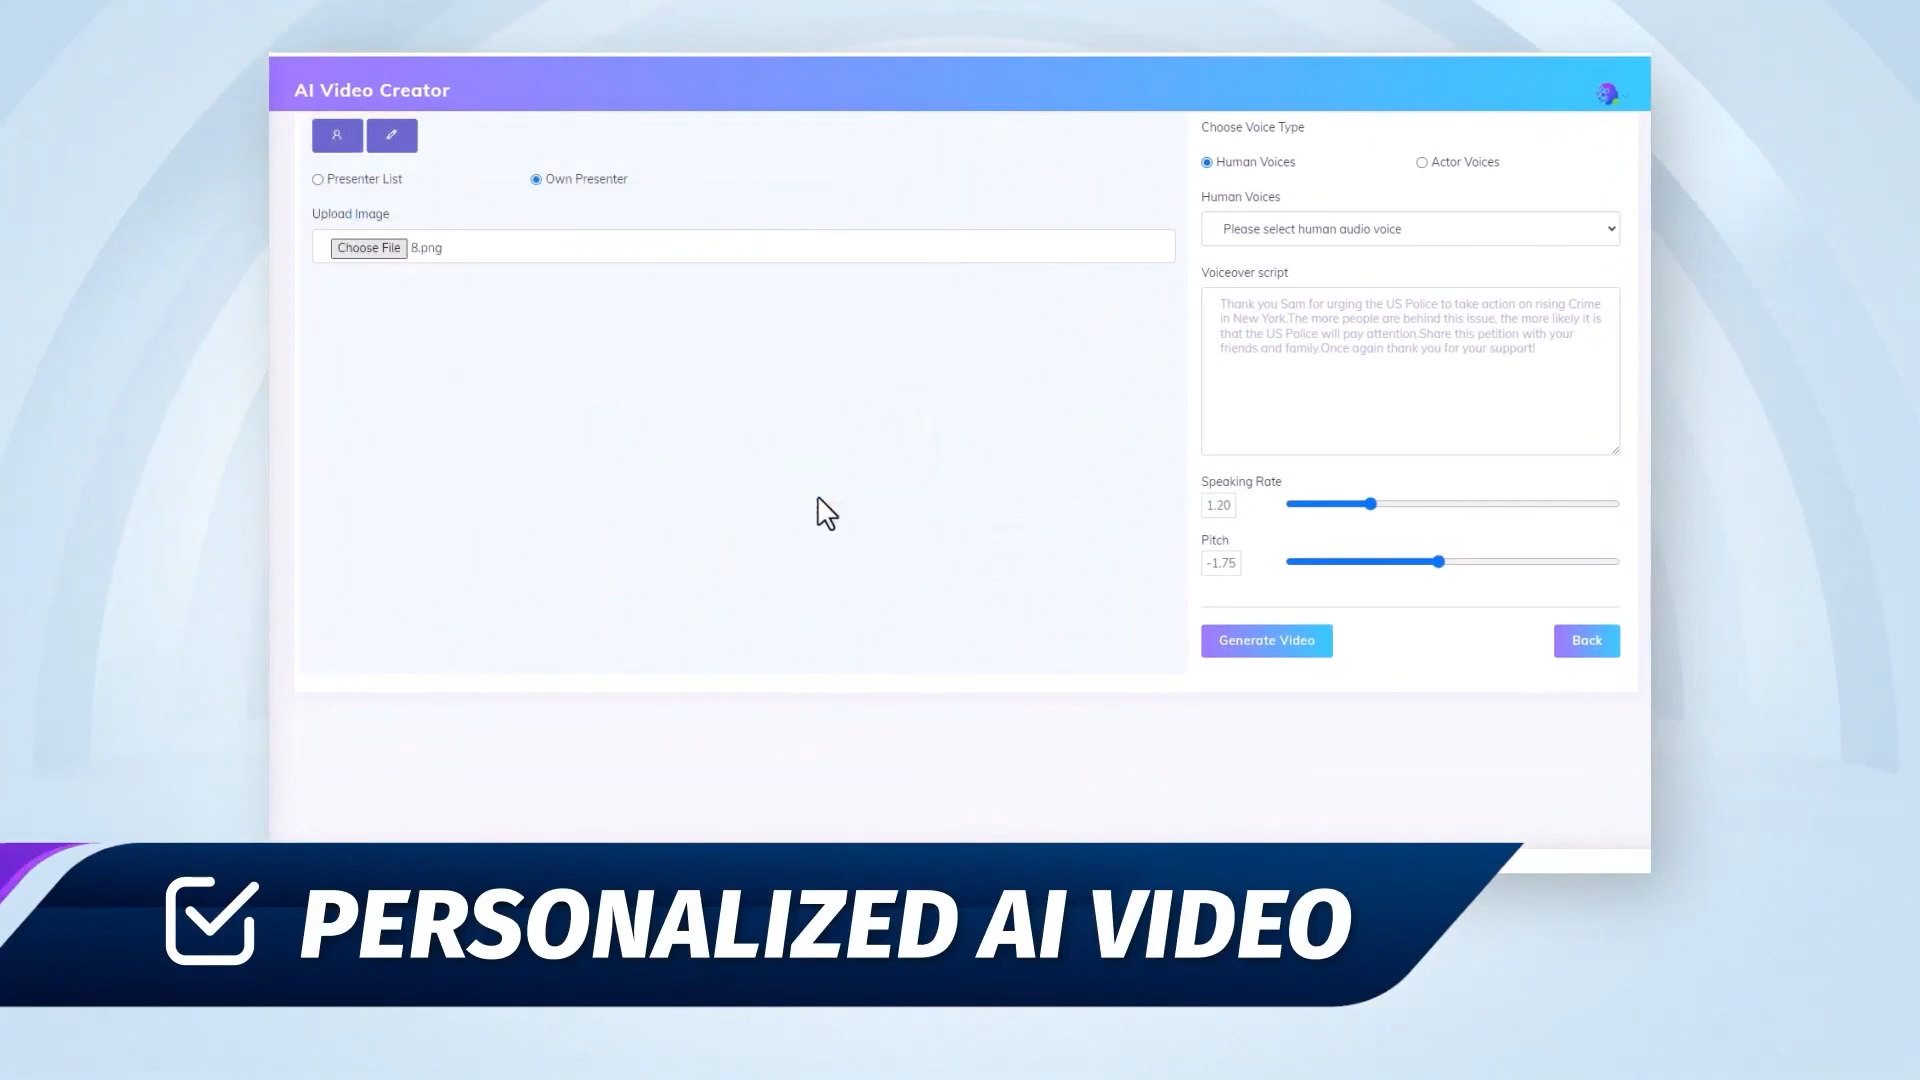 AI Video Creator
Presenter List
Own Presenter
Upload Image
Choose File 8.png
Choose Voice Type
Human Voices
Actor Voices
Human Voices
Please select human audio voice
Voiceover script
Thank you Sam for urging the US Police to take action on rising Crime
in New York.The more people are behind this issue, the more likely it is
that the US Police will pay attention.Share this petition with your
friends and family.Once again thank you for your support!
Speaking Rate
1.20
Pitch
-1.75
Generate Video
Back
PERSONALIZED AI VIDEO